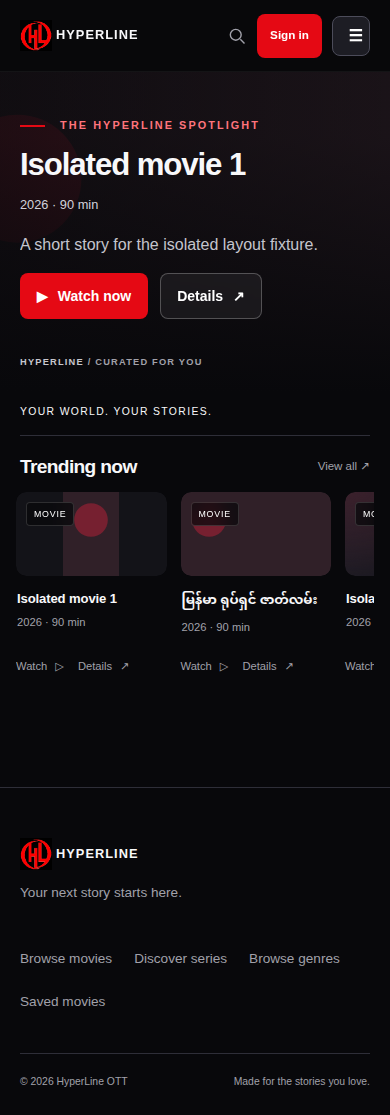 HYPERLINE
Sign in
THE HYPERLINE SPOTLIGHT
Isolated movie 1
2026 · 90 min
A short story for the isolated layout fixture.
▶ Watch now
Details ↗
HYPERLINE / CURATED FOR YOU
YOUR WORLD. YOUR STORIES.
Trending now
View all ↗
MOVIE
MOVIE
MO
Isolated movie 1
မြန်မာ ရုပ်ရှင် ဇာတ်လမ်း
Isola
2026 · 90 min
2026 · 90 min
2026
Watch ▷ Details ↗
Watch ▷ Details ↗
Watch
HYPERLINE
Your next story starts here.
Browse movies
Discover series
Browse genres
Saved movies
© 2026 HyperLine OTT
Made for the stories you love.